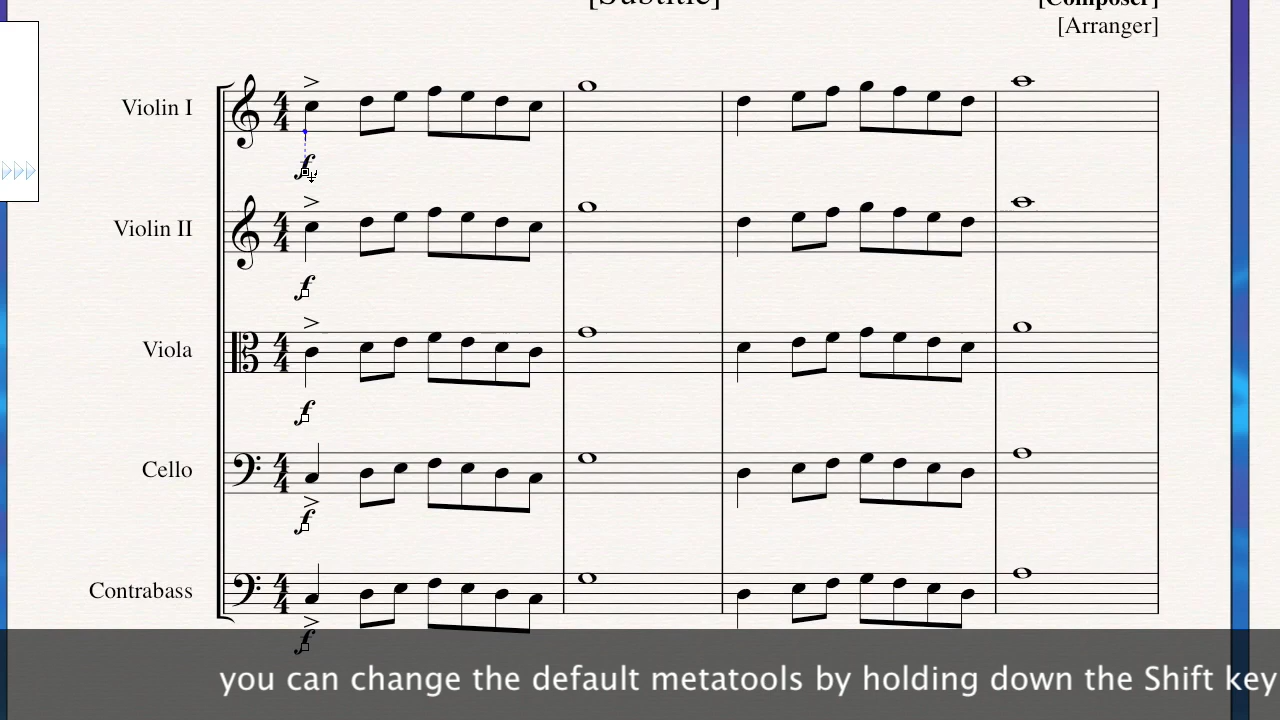 [Subtitle]
[Composer]
[Arranger]
Violin I
f
Violin II
f
Viola
f
Cello
f
Contrabass
f
you can change the default metatools by holding down the Shift key